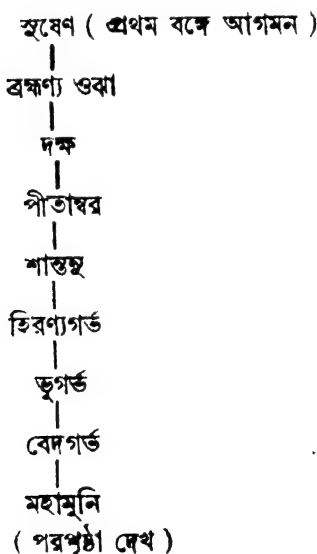 সুষেণ ( প্রথম বঙ্গে আগমন )
ব্রহ্মণ্য ওঝা
দক্ষ
পীতাম্বর
শান্তনু
হিরণ্যগর্ভ
ভূগর্ভ
বেদগর্ভ
মহামুনি
( পরপৃষ্ঠা দেখ )